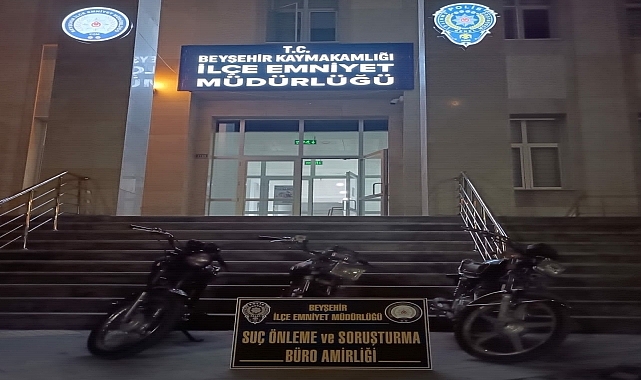 T.C.
BEYŞEHİR KAYMAKAMLIĞI
İLÇE EMNİYET
MÜDÜRLÜĞÜ
POLİS
BEYŞEHİR
İLÇE EMNİYET MÜDÜRLÜĞÜ
SUÇ ÖNLEME ve SORUŞTURMA
BÜRO AMİRLİĞİ